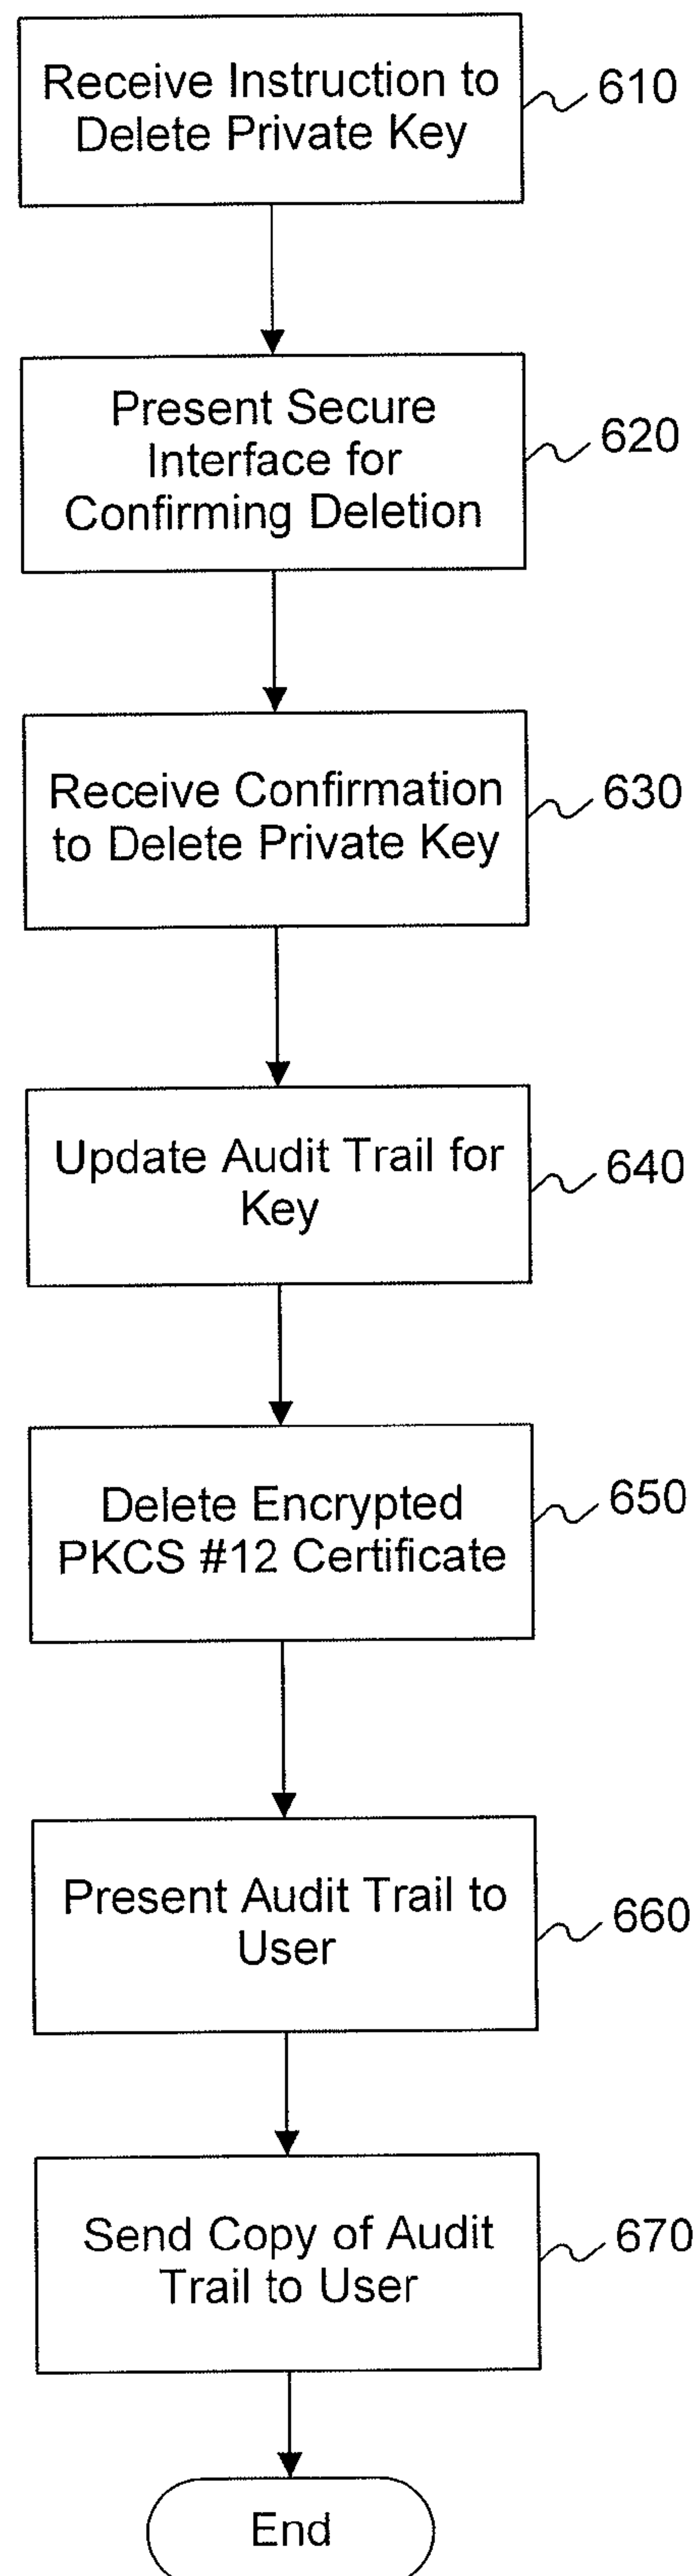 Receive Instruction to
Delete Private Key
610
Present Secure
Interface for
Confirming Deletion
620
Receive Confirmation
to Delete Private Key
630
Update Audit Trail for
Key
640
Delete Encrypted
PKCS #12 Certificate
650
Present Audit Trail to
User
660
Send Copy of Audit
Trail to User
670
End